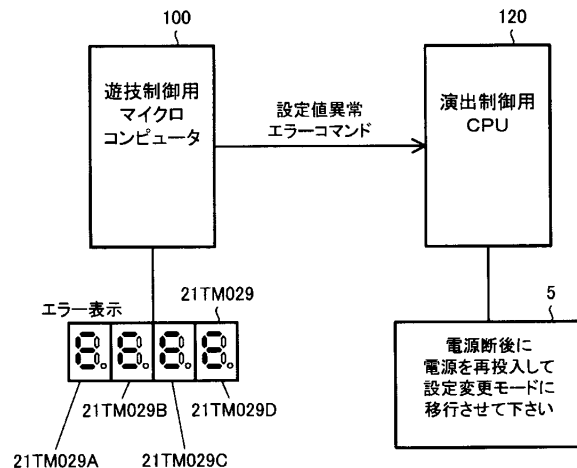 100
120
遊技制御用
マイクロ
コンピュータ
設定値異常
エラーコマンド
演出制御用
CPU
エラー表示
21TM029
E.
E.
E.
E.
21TM029A
21TM029B
21TM029C
21TM029D
5
電源断後に
電源を再投入して
設定変更モードに
移行させて下さい